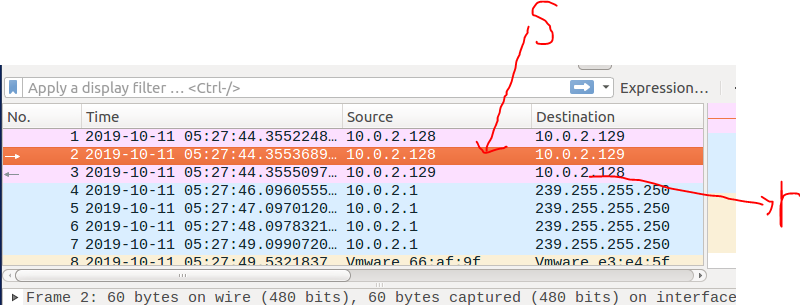 S
Apply a display filter … <Ctrl-/>
Expression…
No. Time Source Destination
1 2019-10-11 05:27:44.3552248… 10.0.2.128 10.0.2.129
2 2019-10-11 05:27:44.3553689… 10.0.2.128 10.0.2.129
3 2019-10-11 05:27:44.3555097… 10.0.2.129 10.0.2.128
r
4 2019-10-11 05:27:46.0960555… 10.0.2.1 239.255.255.250
5 2019-10-11 05:27:47.0970120… 10.0.2.1 239.255.255.250
6 2019-10-11 05:27:48.0978321… 10.0.2.1 239.255.255.250
7 2019-10-11 05:27:49.0990720… 10.0.2.1 239.255.255.250
8 2019-10-11 05:27:49.5321837… Vmware_66:af:9f Vmware_e3:e4:5f
Frame 2: 60 bytes on wire (480 bits), 60 bytes captured (480 bits) on interface